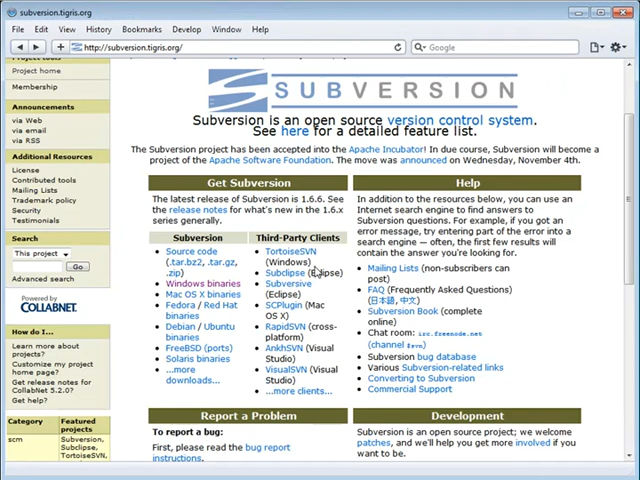 subversion.tigris.org
File Edit View History Bookmarks Develop Window Help
http://subversion.tigris.org/
Google
Project tools
Project home
Membership
Announcements
via Web
via email
via RSS
Additional Resources
License
Contributed tools
Mailing Lists
Trademark policy
Security
Testimonials
Search
This project
Go
Advanced search
POWERED BY
CollabNet
How do I...
Learn more about
projects?
Customize my project
home page?
Get release notes for
CollabNet 5.2.0?
Get help?
Category Featured
projects
scm Subversion,
Subclipse,
TortoiseSVN,
SUBVERSION
Subversion is an open source version control system.
See here for a detailed feature list.
The Subversion project has been accepted into the Apache Incubator! In due course, Subversion will become a
project of the Apache Software Foundation. The move was announced on Wednesday, November 4th.
Get Subversion
The latest release of Subversion is 1.6.6. See
the release notes for what's new in the 1.6.x
series generally.
Subversion
Source code
(.tar.bz2, .tar.gz,
.zip)
Windows binaries
Mac OS X binaries
Fedora / Red Hat
binaries
Debian / Ubuntu
binaries
FreeBSD (ports)
Solaris binaries
...more
downloads...
Third-Party Clients
TortoiseSVN
(Windows)
Subclipse (Eclipse)
Subversive
(Eclipse)
SCPlugin (Mac
OS X)
RapidSVN (cross-
platform)
AnkhSVN (Visual
Studio)
VisualSVN (Visual
Studio)
...more clients...
Help
In addition to the resources below, you can use an
Internet search engine to find answers to
Subversion questions. For example, if you got an
error message, try entering part of the error into a
search engine — often, the first few results will
contain the answer you're looking for.
Mailing Lists (non-subscribers can
post)
FAQ (Frequently Asked Questions)
(日本語, 中文)
Subversion Book (complete
online)
Chat room: irc.freenode.net
(channel #svn)
Subversion bug database
Various Subversion-related links
Converting to Subversion
Commercial Support
Report a Problem
To report a bug:
First, please read the bug report
instructions.
Development
Subversion is an open source project; we welcome
patches, and we'll help you get more involved if you
want to be.